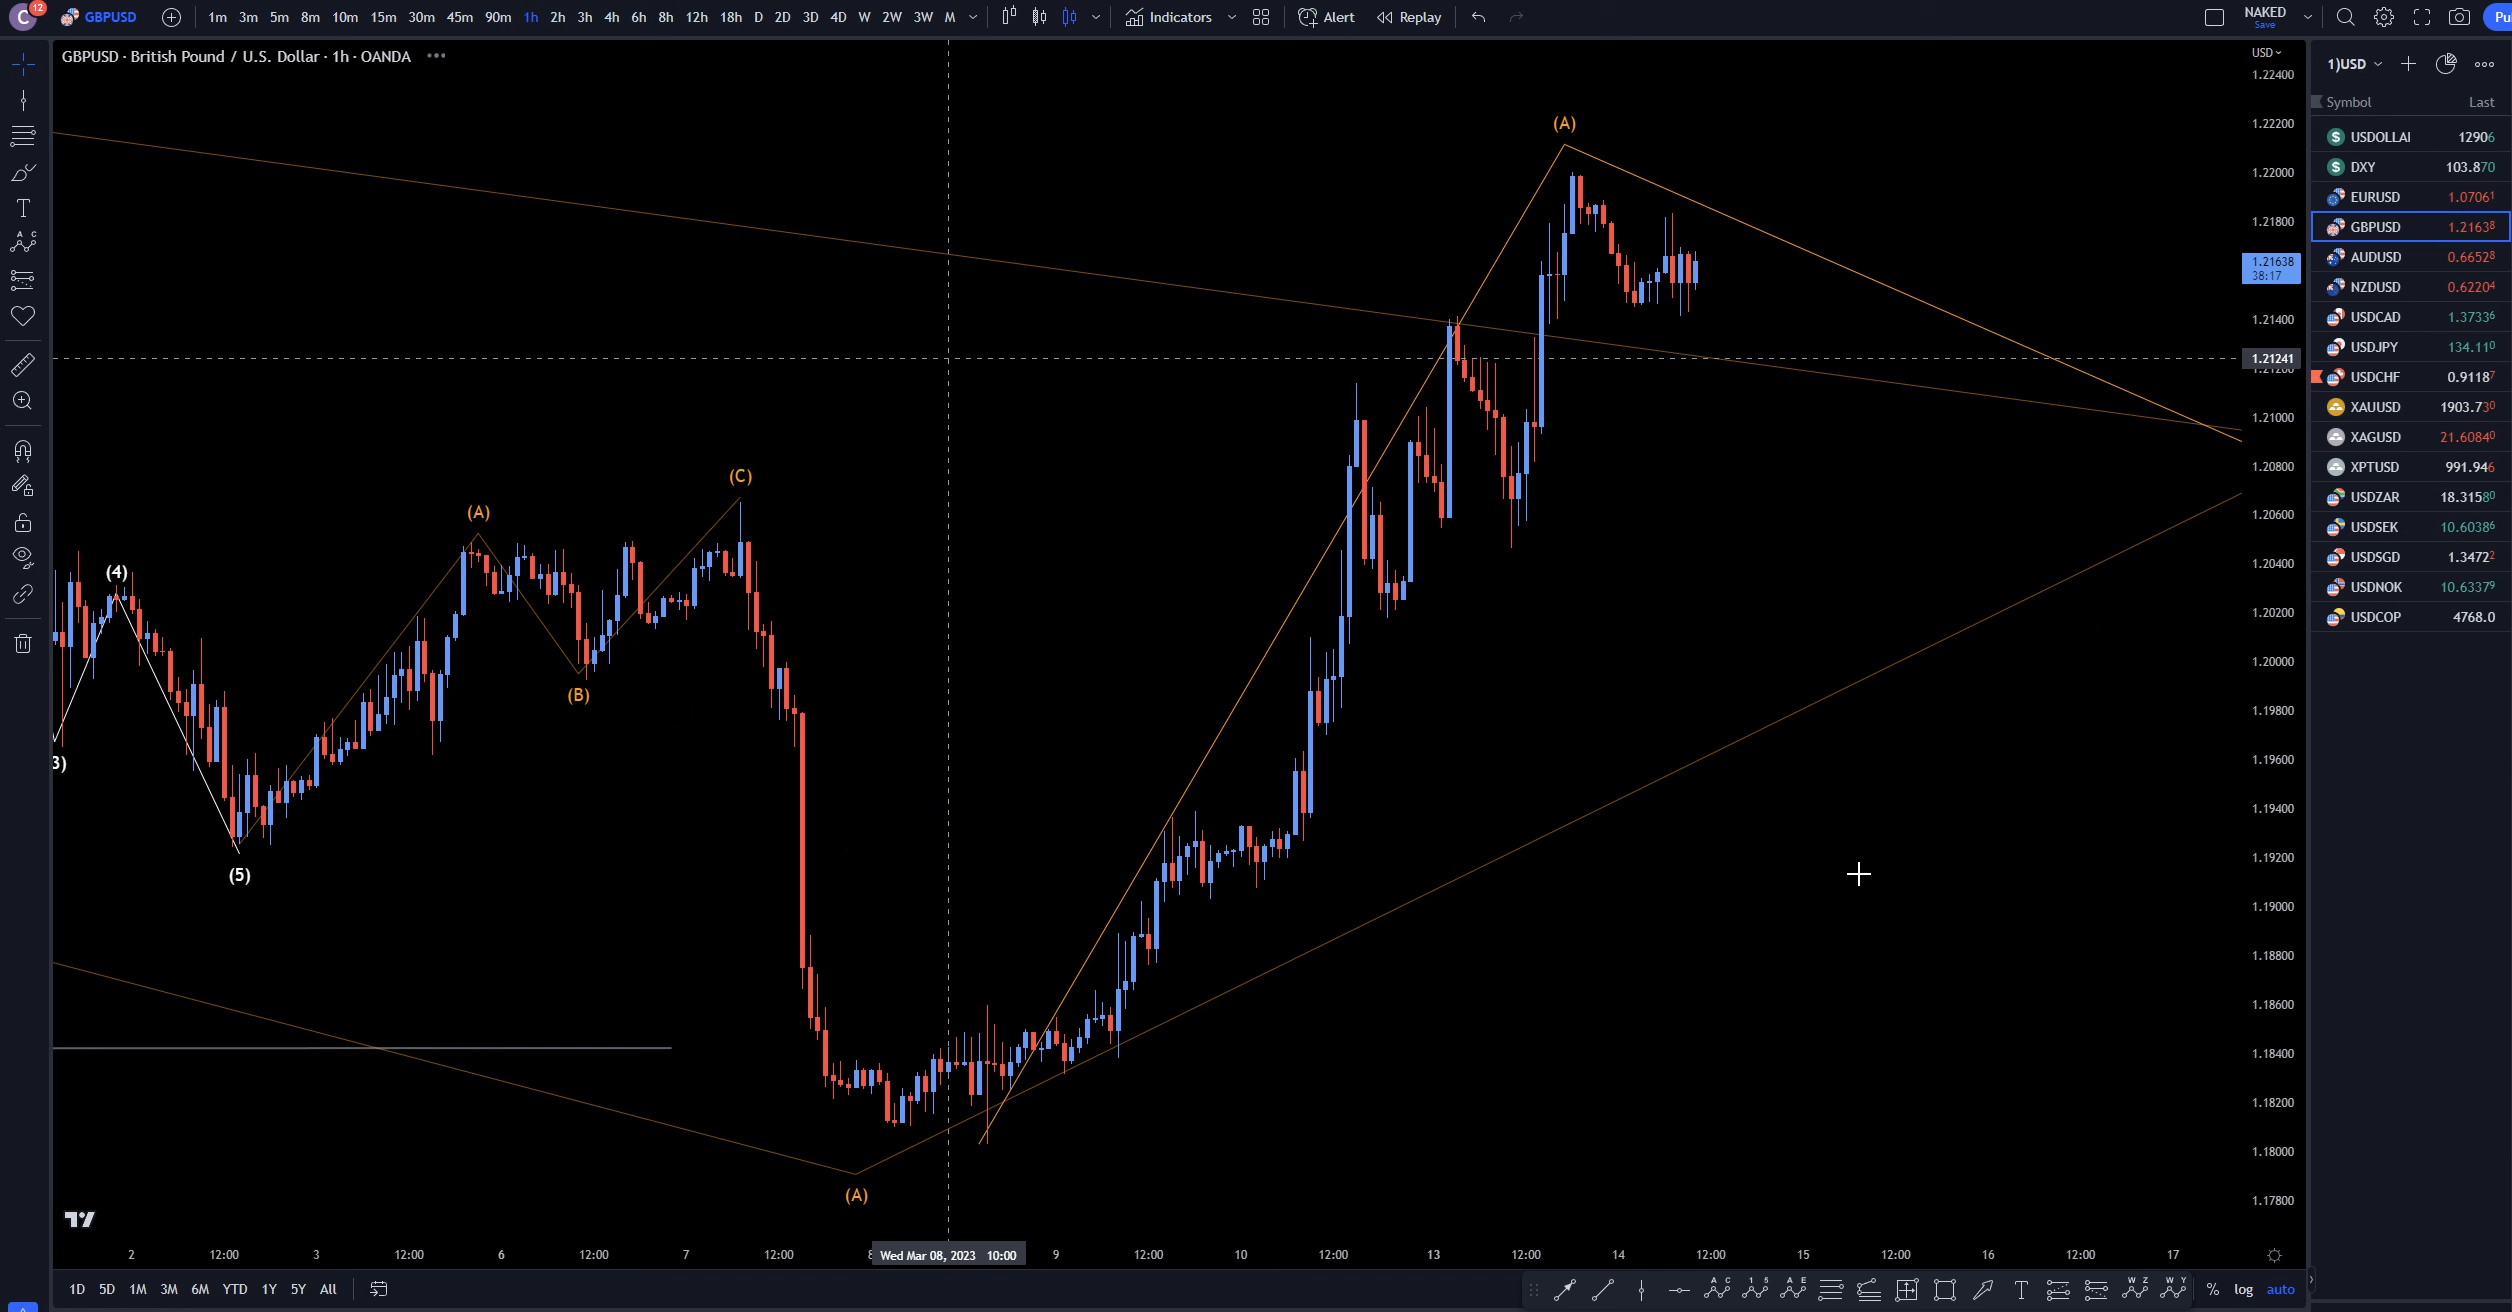 C 12 GBPUSD 1m 3m 5m 8m 10m 15m 30m 45m 90m 1h 2h 3h 4h 6h 8h 12h 18h D 2D 3D 4D W 2W 3W M Indicators Alert Replay NAKED
Save
GBPUSD · British Pound / U.S. Dollar · 1h · OANDA
USD
1.22400
1.22200
1.22000
1.21800
1.21638
38:17
1.21400
1.21241
1.21000
1.20800
1.20600
1.20400
1.20200
1.20000
1.19800
1.19600
1.19400
1.19200
1.19000
1.18800
1.18600
1.18400
1.18200
1.18000
1.17800
(A)
(C)
(A)
(4)
(B)
3)
(5)
(A)
2 12:00 3 12:00 6 12:00 7 12:00 Wed Mar 08, 2023 10:00 9 12:00 10 12:00 13 12:00 14 12:00 15 12:00 16 12:00 17
1D 5D 1M 3M 6M YTD 1Y 5Y All
% log auto
1)USD
Symbol Last
USDOLLAI 12906
DXY 103.870
EURUSD 1.07061
GBPUSD 1.21638
AUDUSD 0.66528
NZDUSD 0.62204
USDCAD 1.37336
USDJPY 134.110
USDCHF 0.91187
XAUUSD 1903.730
XAGUSD 21.60840
XPTUSD 991.946
USDZAR 18.31580
USDSEK 10.60386
USDSGD 1.34722
USDNOK 10.63379
USDCOP 4768.0